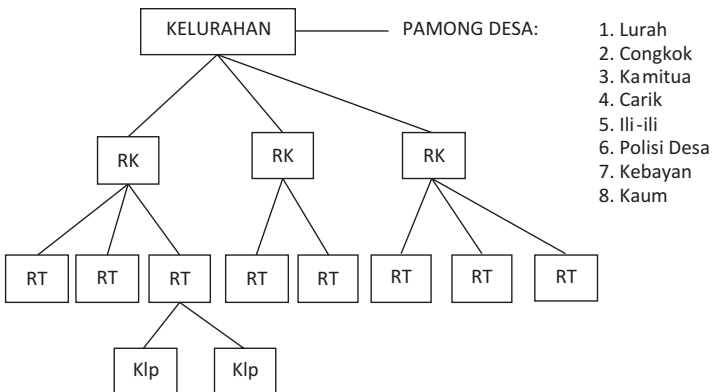 KELURAHAN
PAMONG DESA:
1. Lurah
2. Congkok
3. Kamitua
4. Carik
5. Ili-ili
6. Polisi Desa
7. Kebayan
8. Kaum
RK RK RK
RT RT RT RT RT RT RT RT
Klp Klp